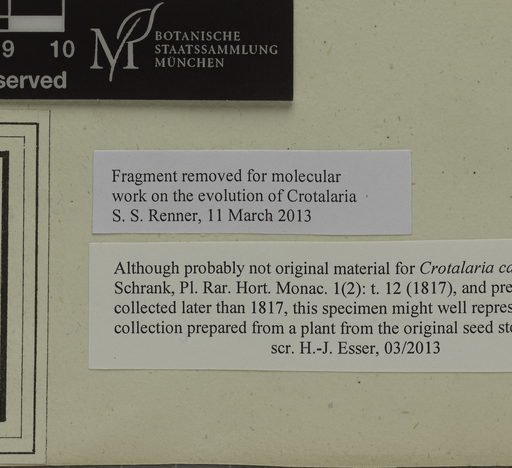 9 10
served
M BOTANISCHE
STAATSSAMMLUNG
MÜNCHEN
Fragment removed for molecular
work on the evolution of Crotalaria
S. S. Renner, 11 March 2013
Although probably not original material for Crotalaria ca
Schrank, Pl. Rar. Hort. Monac. 1(2): t. 12 (1817), and pre
collected later than 1817, this specimen might well repres
collection prepared from a plant from the original seed sto
scr. H.-J. Esser, 03/2013